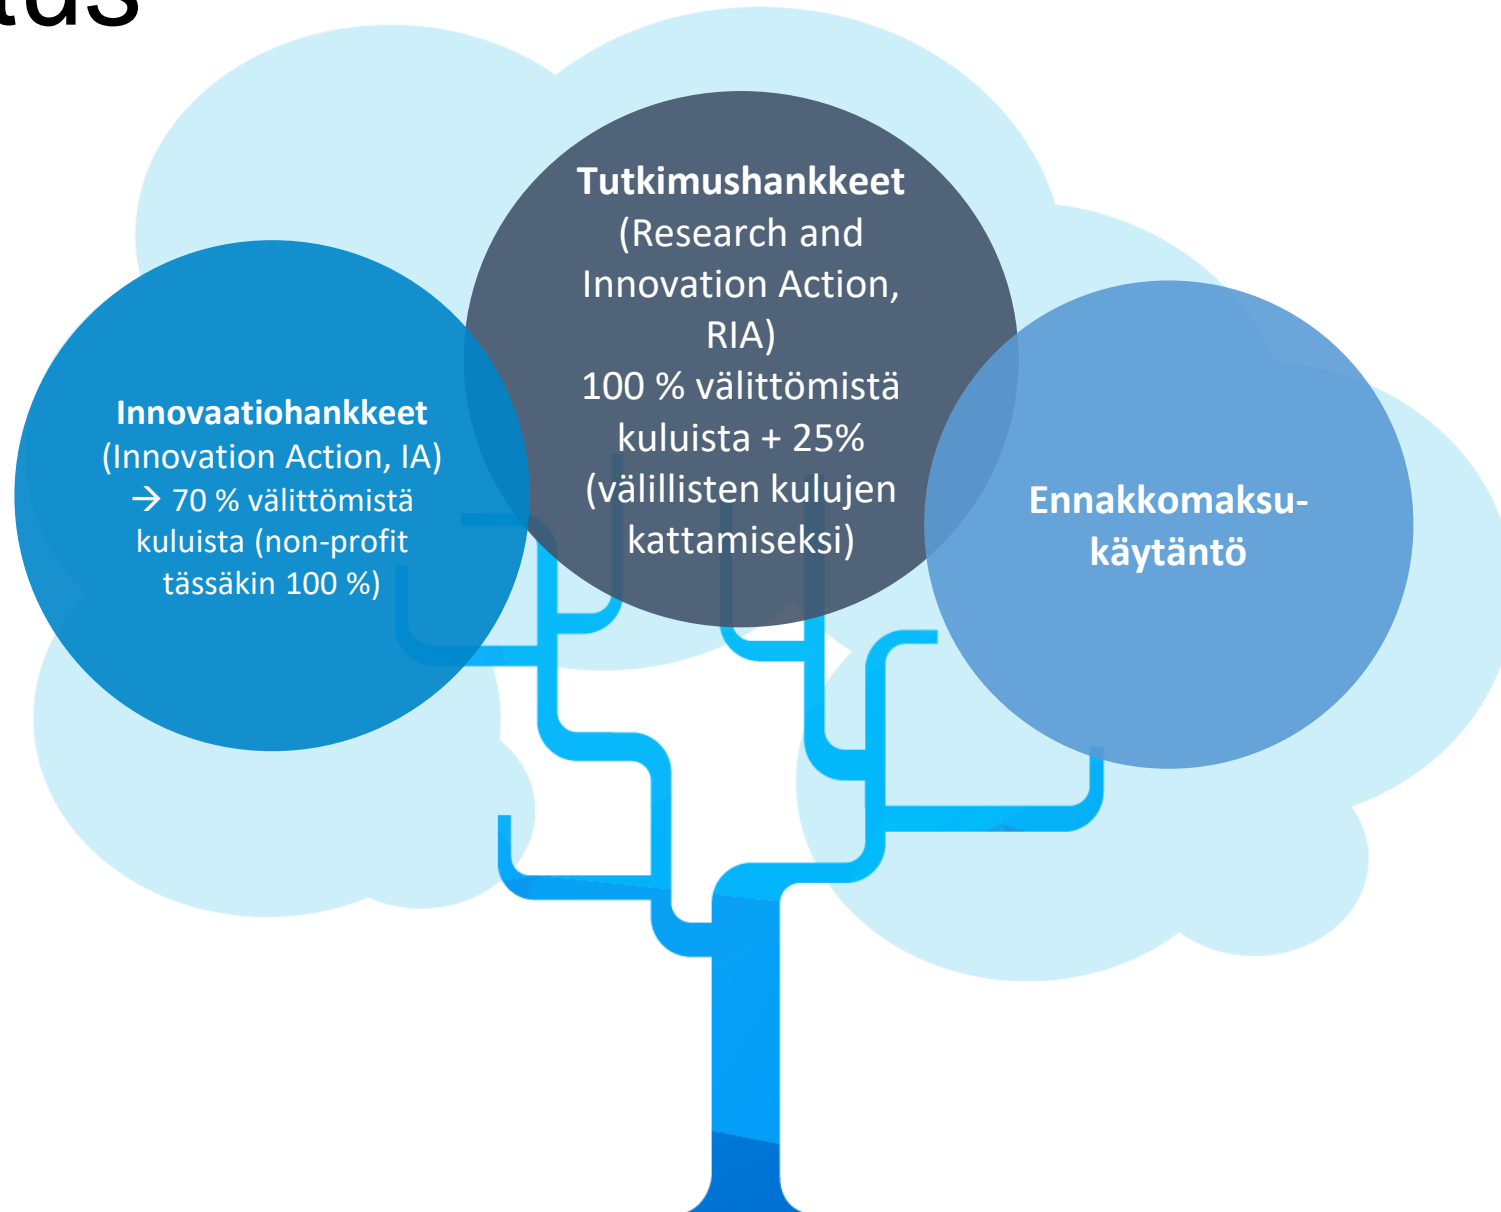 Innovaatiohankkeet
(Innovation Action, IA)
→ 70 % välittömistä
kuluista (non-profit
tässäkin 100 %)
Tutkimushankkeet
(Research and
Innovation Action,
RIA)
100 % välittömistä
kuluista + 25%
(välillisten kulujen
kattamiseksi)
Ennakkomaksu-
käytäntö